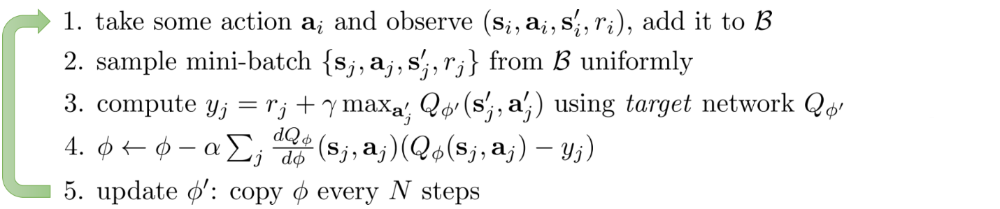 1. take some action $\mathbf{a}_i$ and observe $(\mathbf{s}_i, \mathbf{a}_i, \mathbf{s}'_i, r_i)$, add it to $\mathcal{B}$
2. sample mini-batch $\{\mathbf{s}_j, \mathbf{a}_j, \mathbf{s}'_j, r_j\}$ from $\mathcal{B}$ uniformly
3. compute $y_j = r_j + \gamma \max_{\mathbf{a}'_j} Q_{\phi'}(\mathbf{s}'_j, \mathbf{a}'_j)$ using target network $Q_{\phi'}$
4. $\phi \leftarrow \phi - \alpha \sum_j \frac{dQ_\phi}{d\phi}(\mathbf{s}_j, \mathbf{a}_j)(Q_\phi(\mathbf{s}_j, \mathbf{a}_j) - y_j)$
5. update $\phi'$: copy $\phi$ every $N$ steps